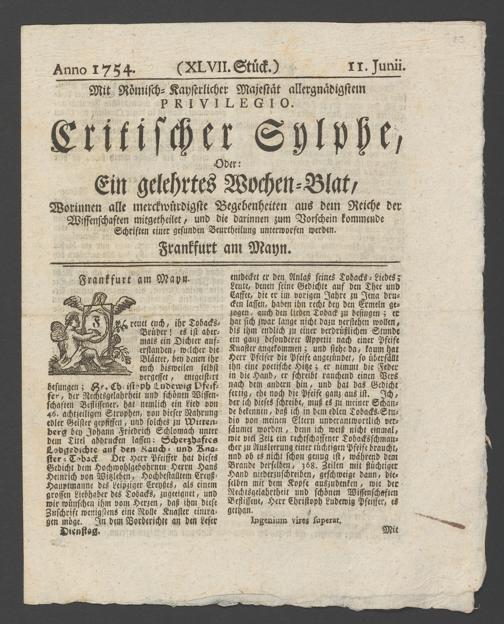 Anno 1754. (XLVII. Stück.) 11. Junii.
Mit Römisch-Kayserlicher Majestät allergnädigstem
PRIVILEGIO.
Critischer Sylphe,
Oder:
Ein gelehrtes Wochen-Blat,
Worinnen alle merckwürdigste Begebenheiten aus dem Reiche der
Wissenschaften mitgetheilet, und die darinnen zum Vorschein kommende
Schriften einer gesunden Beurtheilung unterworfen werden.
Frankfurt am Mayn.
Frankfurt am Mayn.
Freuet euch, ihr Tobacks-
Brüder! es ist aber-
mals ein Dichter auf-
erstanden, welcher die
Blätter, bey denen ihr
euch bisweilen selbst
vergesset, entgeistert
besungen; Hr. Christoph Ludewig Pfeif-
fer, der Rechtsgelahrtheit und schönen Wissen-
schaften Beflissener, hat neulich ein Lied von
46. achtzeiligen Strophen, von dieser Nahrung
edler Geister gepfiffen, und solches zu Witten-
berg bey Johann Friedrich Schlomach unter
dem Titel abdrucken lassen: Scherzhaftes
Lobgedichte auf den Rauch- und Kna-
ster-Toback. Der Herr Pfeiffer hat dieses
Gedicht dem Hochwohlgebohrnen Herrn Hans
Heinrich von Witzleben, Hochbestalltem Creyß-
Hauptmanne des Leipziger Creyses, als einem
grossen Liebhaber des Tobacks, zugeeignet, und
wir wünschen ihm vom Herzen, daß ihm diese
Zuschrift wenigstens eine Rolle Knaster eintra-
gen möge. In dem Vorberichte an den Leser
Dienstag.
entdecket er den Anlaß seines Tobacks-Liedes;
Leute, denen seine Gedichte auf den Thee und
Caffee, die er im vorigen Jahre zu Jena dru-
cken lassen, haben ihn recht bey den Ermeln ge-
zogen, auch den lieben Toback zu besingen; er
hat sich zwar lange nicht dazu verstehen wollen,
bis ihm endlich in einer verdrüßlichen Stunde
ein ganz besonderer Appetit nach einer Pfeife
Knaster angekommen; und siehe da, kaum hat
Herr Pfeifer die Pfeife angezündet, so überfällt
ihn eine poetische Hitze; er nimmt die Feder
in die Hand, er schreibt rauchend einen Vers
nach dem andern hin, und hat das Gedicht
fertig, ehe noch die Pfeife ganz aus ist. Ich,
der ich dieses schreibe, muß es zu meiner Schan-
de bekennen, daß ich in dem edlen Tobacks-Stu-
dio von meinen Eltern unverantwortlich ver-
säumet worden, denn ich weiß nicht einmal,
wie viel Zeit ein rechtschaffener Tobackschmau-
cher zu Ausleerung einer tüchtigen Pfeife braucht,
und ob es nicht schon genug ist, während dem
Brande derselben, 368. Zeilen mit flüchtiger
Hand niederzuschreiben, geschweige dann, die-
selben mit dem Kopfe auszudenken, wie der
Rechtsgelahrtheit und schönen Wissenschaften
Beflissene, Herr Christoph Ludewig Pfeifer, es
gethan.
Ingenium vires superat.
Mit